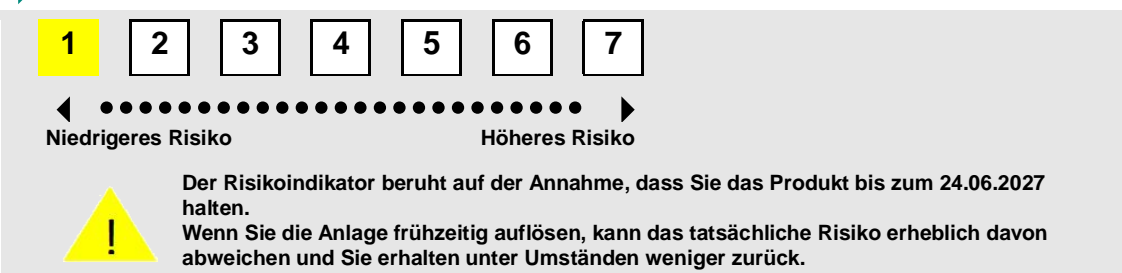 1 2 3 4 5 6 7
Niedrigeres Risiko Höheres Risiko
Der Risikoindikator beruht auf der Annahme, dass Sie das Produkt bis zum 24.06.2027
halten.
Wenn Sie die Anlage frühzeitig auflösen, kann das tatsächliche Risiko erheblich davon
abweichen und Sie erhalten unter Umständen weniger zurück.
!